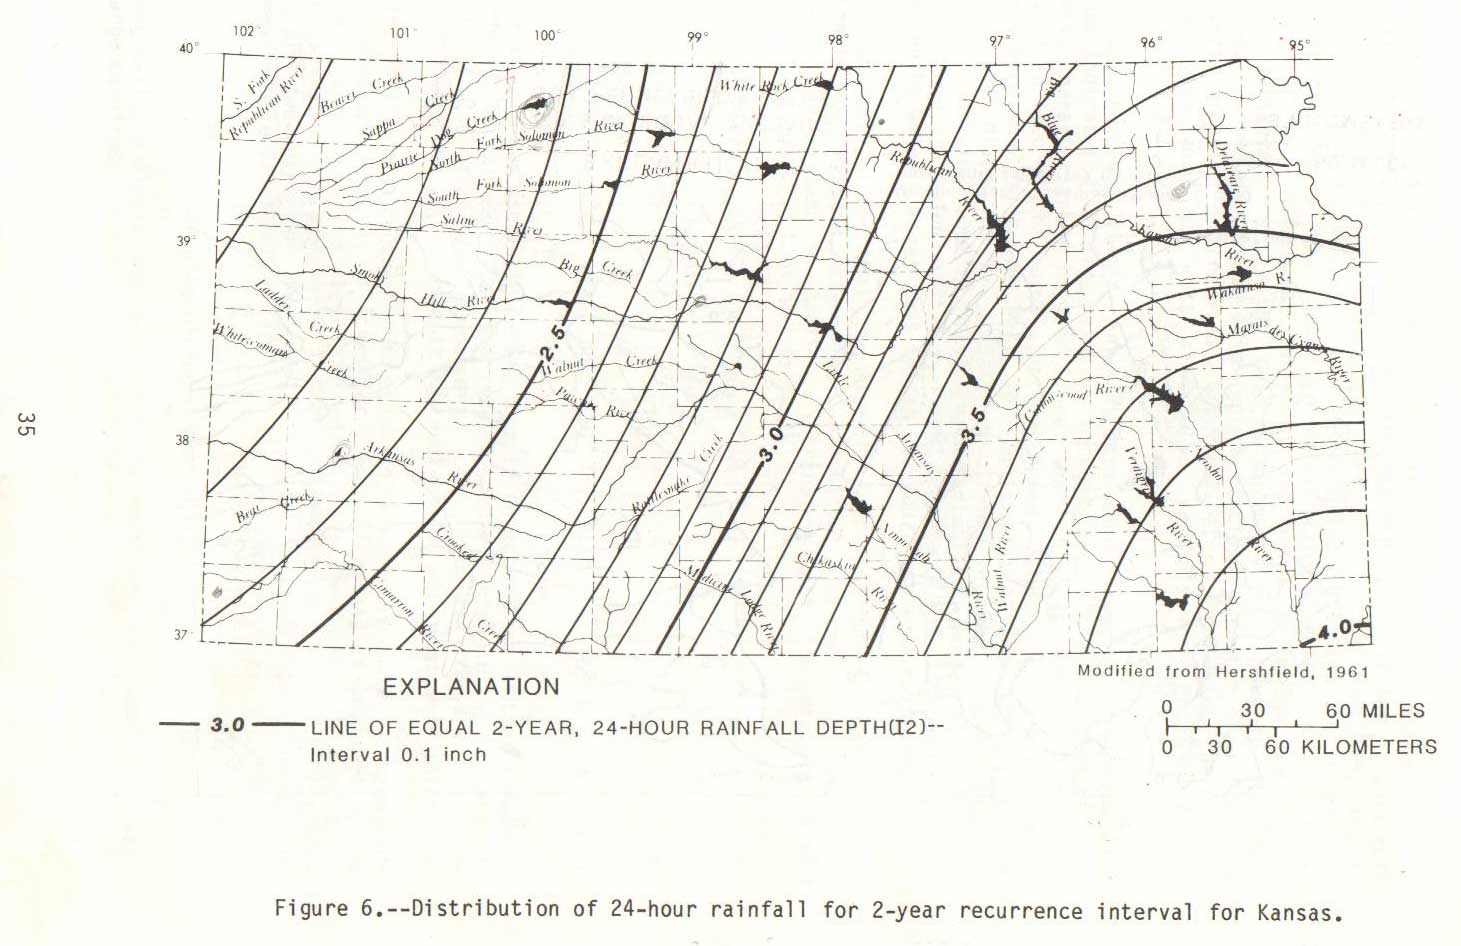 102°
101°
100°
99°
98°
97°
96°
95°
40°
39°
38°
37°
S. Fork
Republican River
Beaver Creek
Sappa Creek
Prairie Dog Creek
North Fork Solomon River
South Fork Solomon River
Saline River
White Rock Creek
Republican River
Big Blue River
Delaware River
Kansas River
Wakarusa R.
Marais des Cygnes River
Smoky Hill River
Big Creek
Ladder Creek
Whitewoman Creek
Walnut Creek
Pawnee River
Little Arkansas
Cottonwood River
Verdigris River
Neosho River
Arkansas River
Bear Creek
Rattlesnake Creek
Crooked Creek
Cimarron River
Medicine Lodge River
Chikaskia River
Ninnescah River
Walnut River
2.5
3.0
3.5
4.0
35
Modified from Hershfield, 1961
EXPLANATION
3.0 LINE OF EQUAL 2-YEAR, 24-HOUR RAINFALL DEPTH(I2)--
Interval 0.1 inch
0 30 60 MILES
0 30 60 KILOMETERS
Figure 6.--Distribution of 24-hour rainfall for 2-year recurrence interval for Kansas.